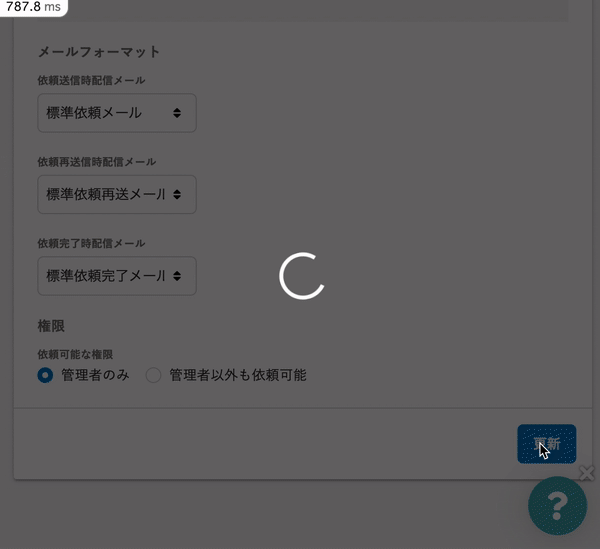 787.8 ms
メールフォーマット
依頼送信時配信メール
標準依頼メール
依頼再送信時配信メール
標準依頼再送メール
依頼完了時配信メール
標準依頼完了メール
権限
依頼可能な権限
管理者のみ 管理者以外も依頼可能
更新
?